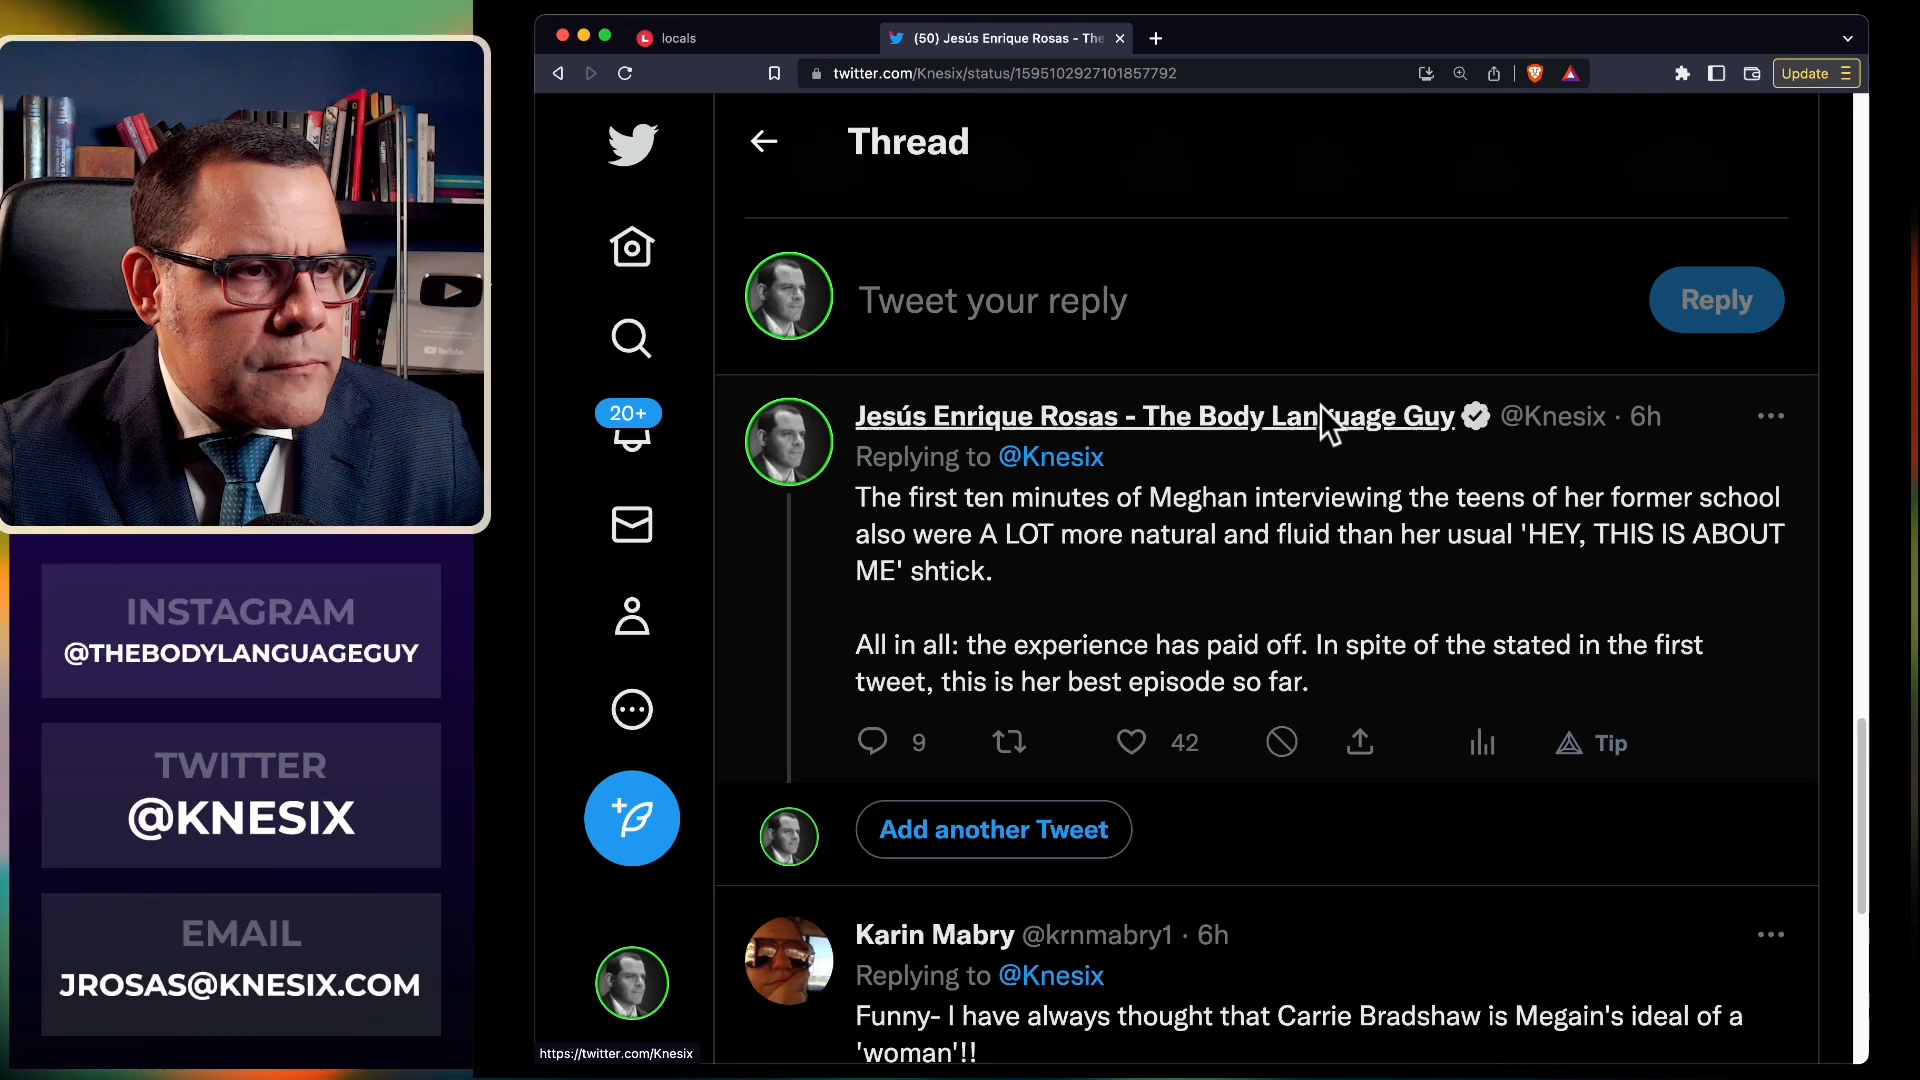 locals
(50) Jesús Enrique Rosas - The
twitter.com/Knesix/status/1595102927101857792
Update
Thread
Tweet your reply
Reply
20+
Jesús Enrique Rosas - The Body Language Guy @Knesix · 6h
Replying to @Knesix
The first ten minutes of Meghan interviewing the teens of her former school
also were A LOT more natural and fluid than her usual 'HEY, THIS IS ABOUT
ME' shtick.
All in all: the experience has paid off. In spite of the stated in the first
tweet, this is her best episode so far.
9
42
Tip
Add another Tweet
Karin Mabry @krnmabry1 · 6h
Replying to @Knesix
Funny- I have always thought that Carrie Bradshaw is Megain's ideal of a
'woman'!!
https://twitter.com/Knesix
INSTAGRAM
@THEBODYLANGUAGEGUY
TWITTER
@KNESIX
EMAIL
JROSAS@KNESIX.COM